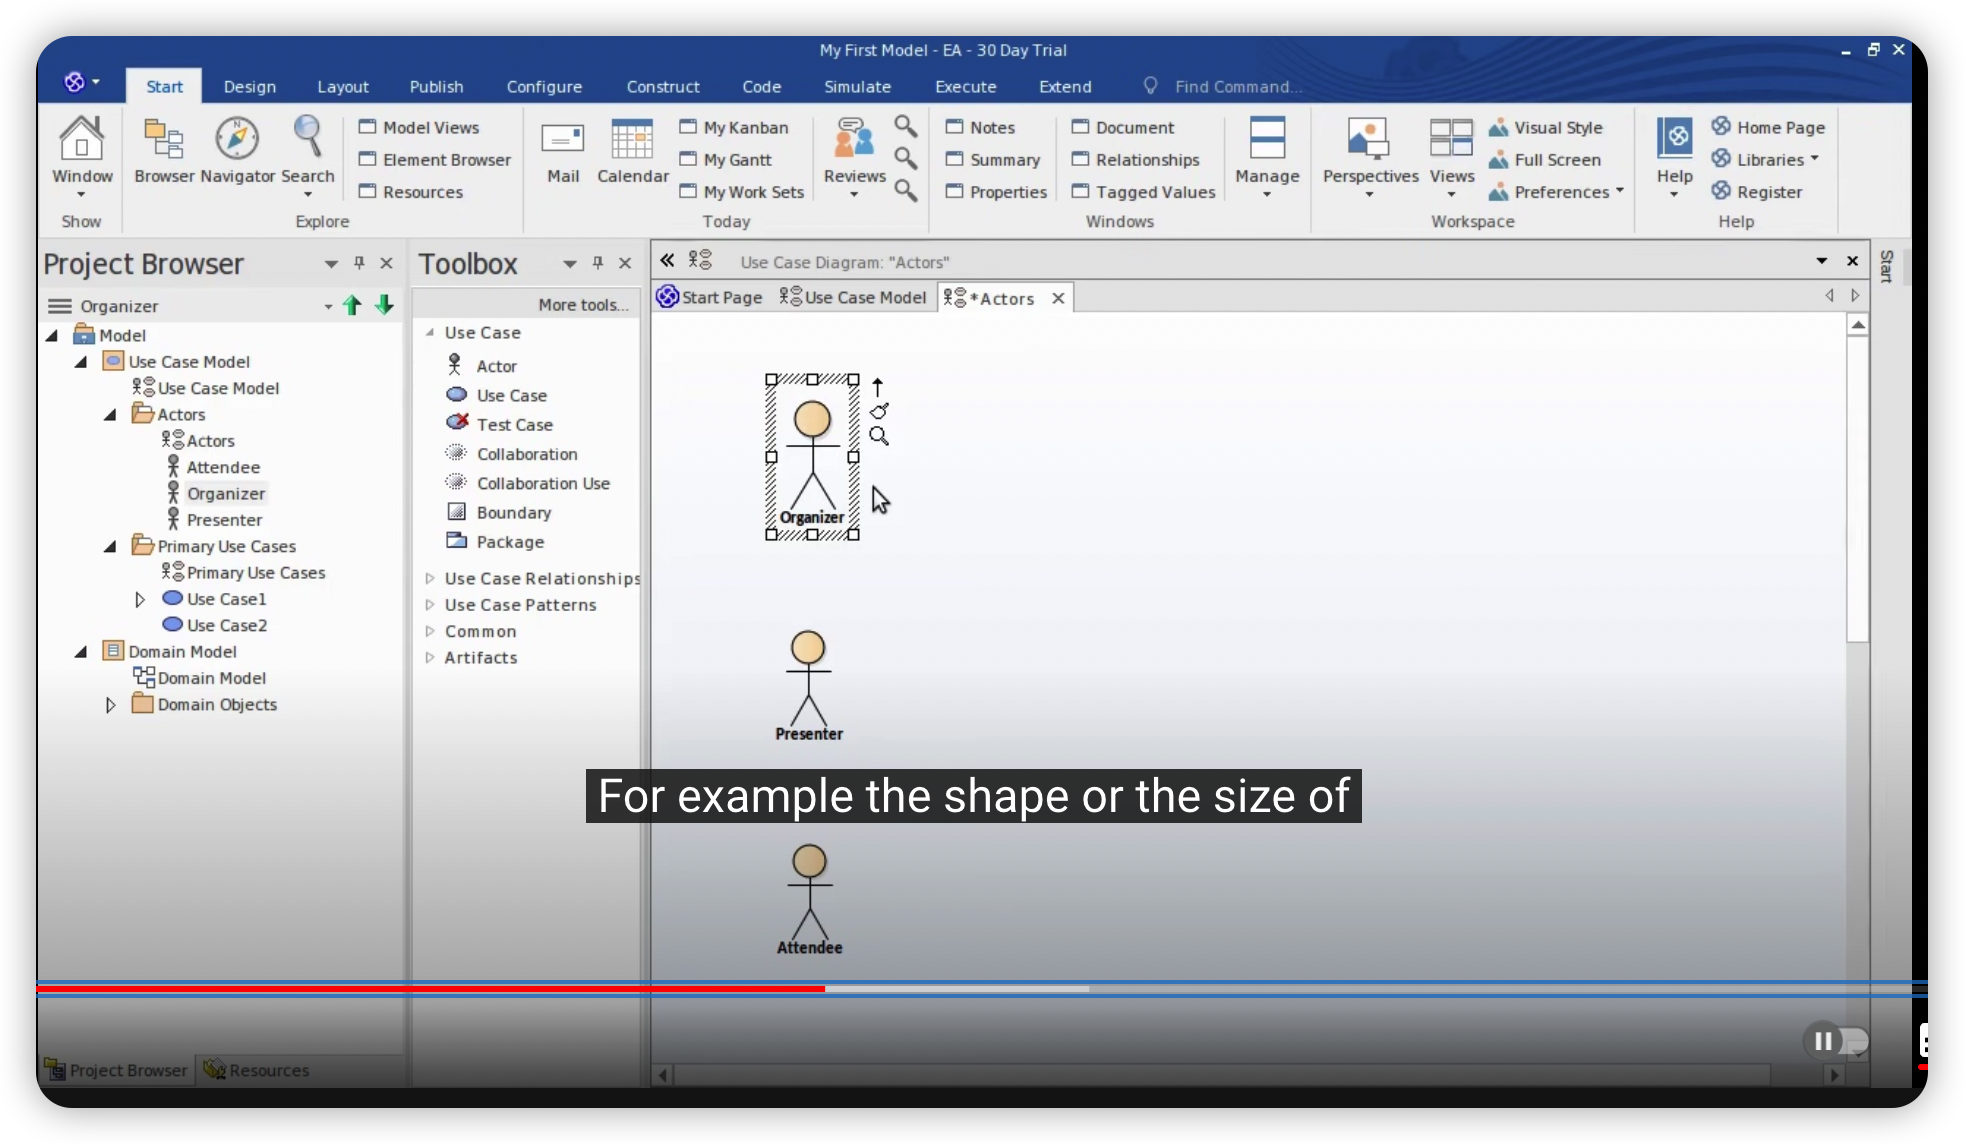 My First Model - EA - 30 Day Trial
Start Design Layout Publish Configure Construct Code Simulate Execute Extend Find Command...
Window
Show
Browser Navigator Search
Model Views
Element Browser
Resources
Explore
Mail Calendar
My Kanban
My Gantt
My Work Sets
Reviews
Today
Notes
Summary
Properties
Document
Relationships
Tagged Values
Manage
Windows
Perspectives Views
Visual Style
Full Screen
Preferences
Workspace
Help
Home Page
Libraries
Register
Help
Project Browser
Organizer
Model
Use Case Model
Use Case Model
Actors
Actors
Attendee
Organizer
Presenter
Primary Use Cases
Primary Use Cases
Use Case1
Use Case2
Domain Model
Domain Model
Domain Objects
Project Browser Resources
Toolbox
More tools...
Use Case
Actor
Use Case
Test Case
Collaboration
Collaboration Use
Boundary
Package
Use Case Relationships
Use Case Patterns
Common
Artifacts
Use Case Diagram: "Actors"
Start Page Use Case Model *Actors
Organizer
Presenter
For example the shape or the size of
Attendee
Start